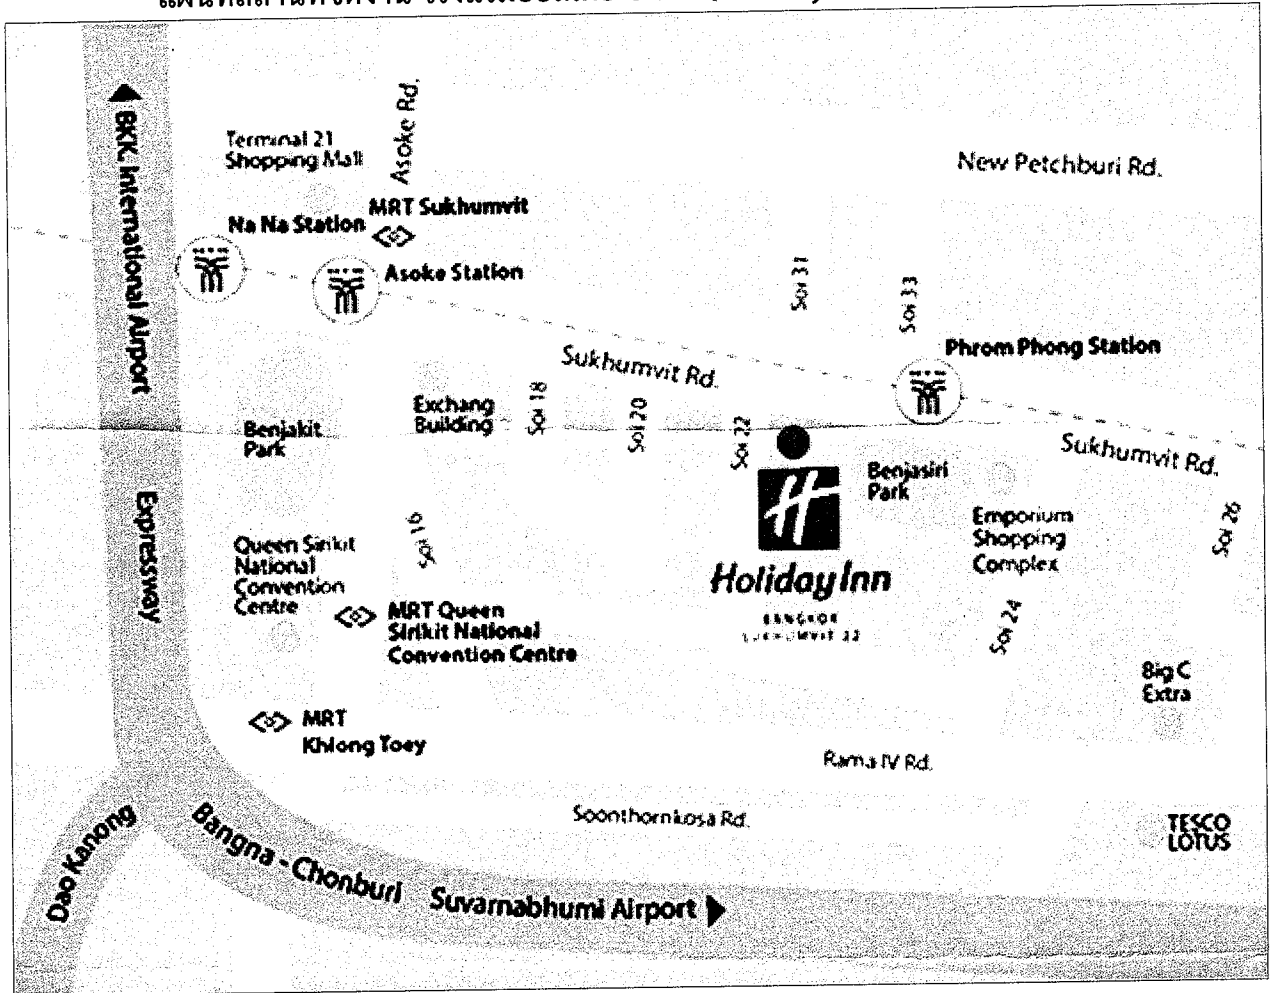 Terminal 21
Shopping Mall
Asoke Rd.
New Petchburi Rd.
MRT Sukhumvit
Na Na Station
Asoke Station
BKK. International Airport
Soi 31
Soi 33
Sukhumvit Rd.
Phrom Phong Station
Exchang
Building
Soi 18
Soi 20
Soi 22
Benjakit
Park
Sukhumvit Rd.
Benjasiri
Park
Emporium
Shopping
Complex
Soi 26
Expressway
Queen Sirikit
National
Convention
Centre
Soi 16
Holiday Inn
BANGKOK
SUKHUMVIT 22
MRT Queen
Sirikit National
Convention Centre
Soi 24
Big C
Extra
MRT
Khlong Toey
Rama IV Rd.
Soonthornkosa Rd.
TESCO
LOTUS
Dao Kanong
Bangna - Chonburi Suvarnabhumi Airport